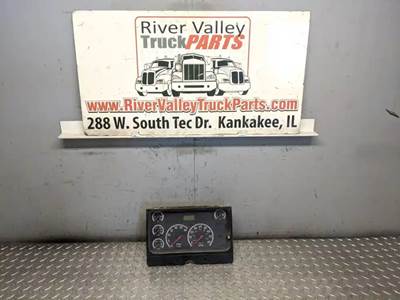 River Valley
TruckPARTS
www.RiverValleyTruckParts.com
288 W. South Tec Dr. Kankakee, IL